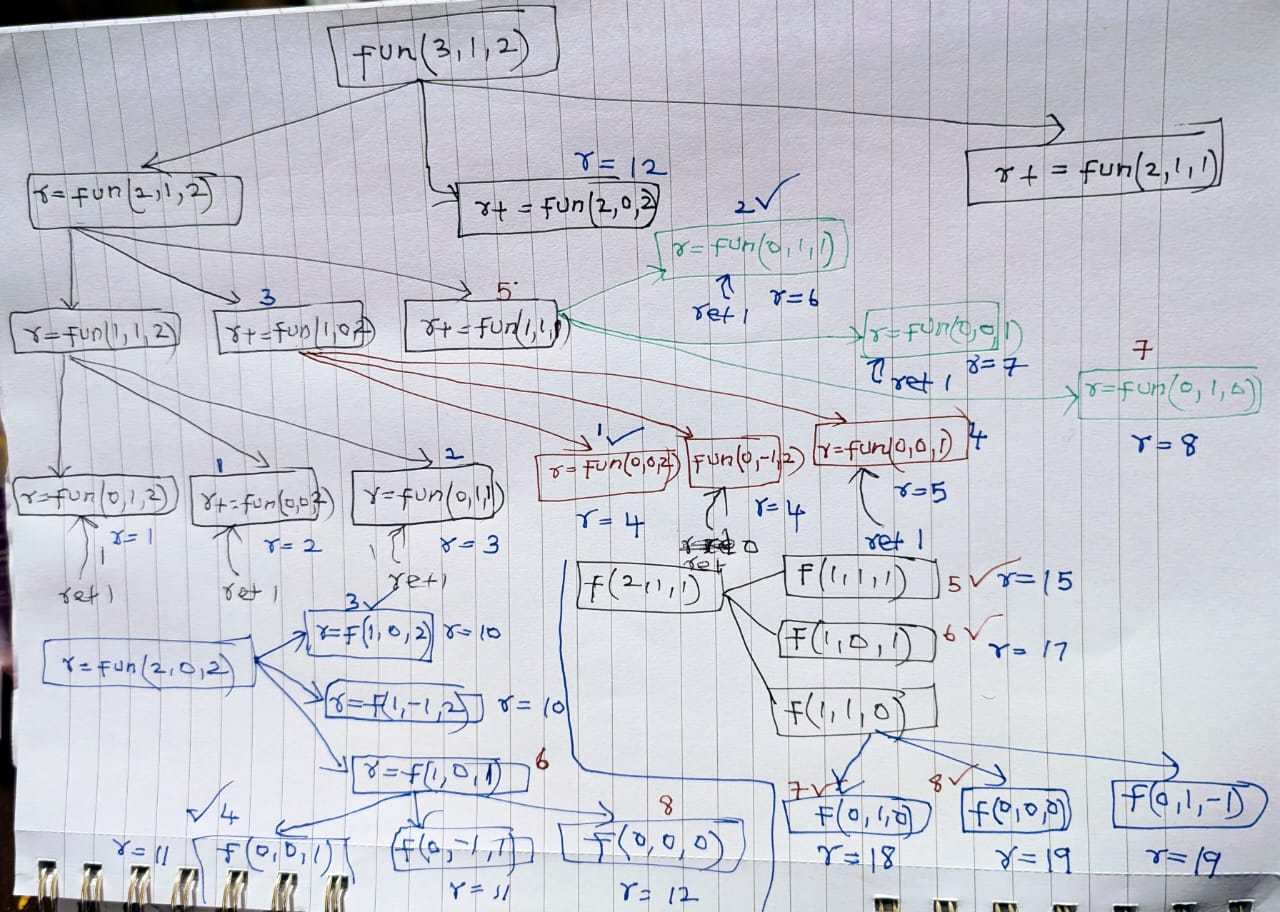 fun(3,1,2)
r=fun(2,1,2)
r=12
r+=fun(2,0,2)
r+=fun(2,1,1)
2✓
r=fun(0,1,1)
ret 1 r=6
r=fun(1,1,2)
3
r+=fun(1,0,2)
5
r+=fun(1,1,1)
r=fun(0,0,1)
ret 1 r=7
7
r=fun(0,1,0)
r=8
r=fun(0,1,2)
r=1
ret 1
1
r+=fun(0,0,2)
r=2
ret 1
2
r=fun(0,1,1)
r=3
ret 1
1✓
r=fun(0,0,2)
r=4
fun(0,-1,2)
r=4
0
ret
r=fun(0,0,1) 4
r=5
ret 1
r=fun(2,0,2)
3✓
r=f(1,0,2) r=10
r=f(1,-1,2) r=10
r=f(1,0,1) 6
✓4
f(0,0,1)
r=11
f(0,-1,1)
r=11
8
f(0,0,0)
r=12
f(2,1,1)
f(1,1,1) 5✓ r=15
f(1,0,1) 6✓ r=17
f(1,1,0)
7✓
f(0,1,0)
r=18
8✓
f(0,0,0)
r=19
f(0,1,-1)
r=19